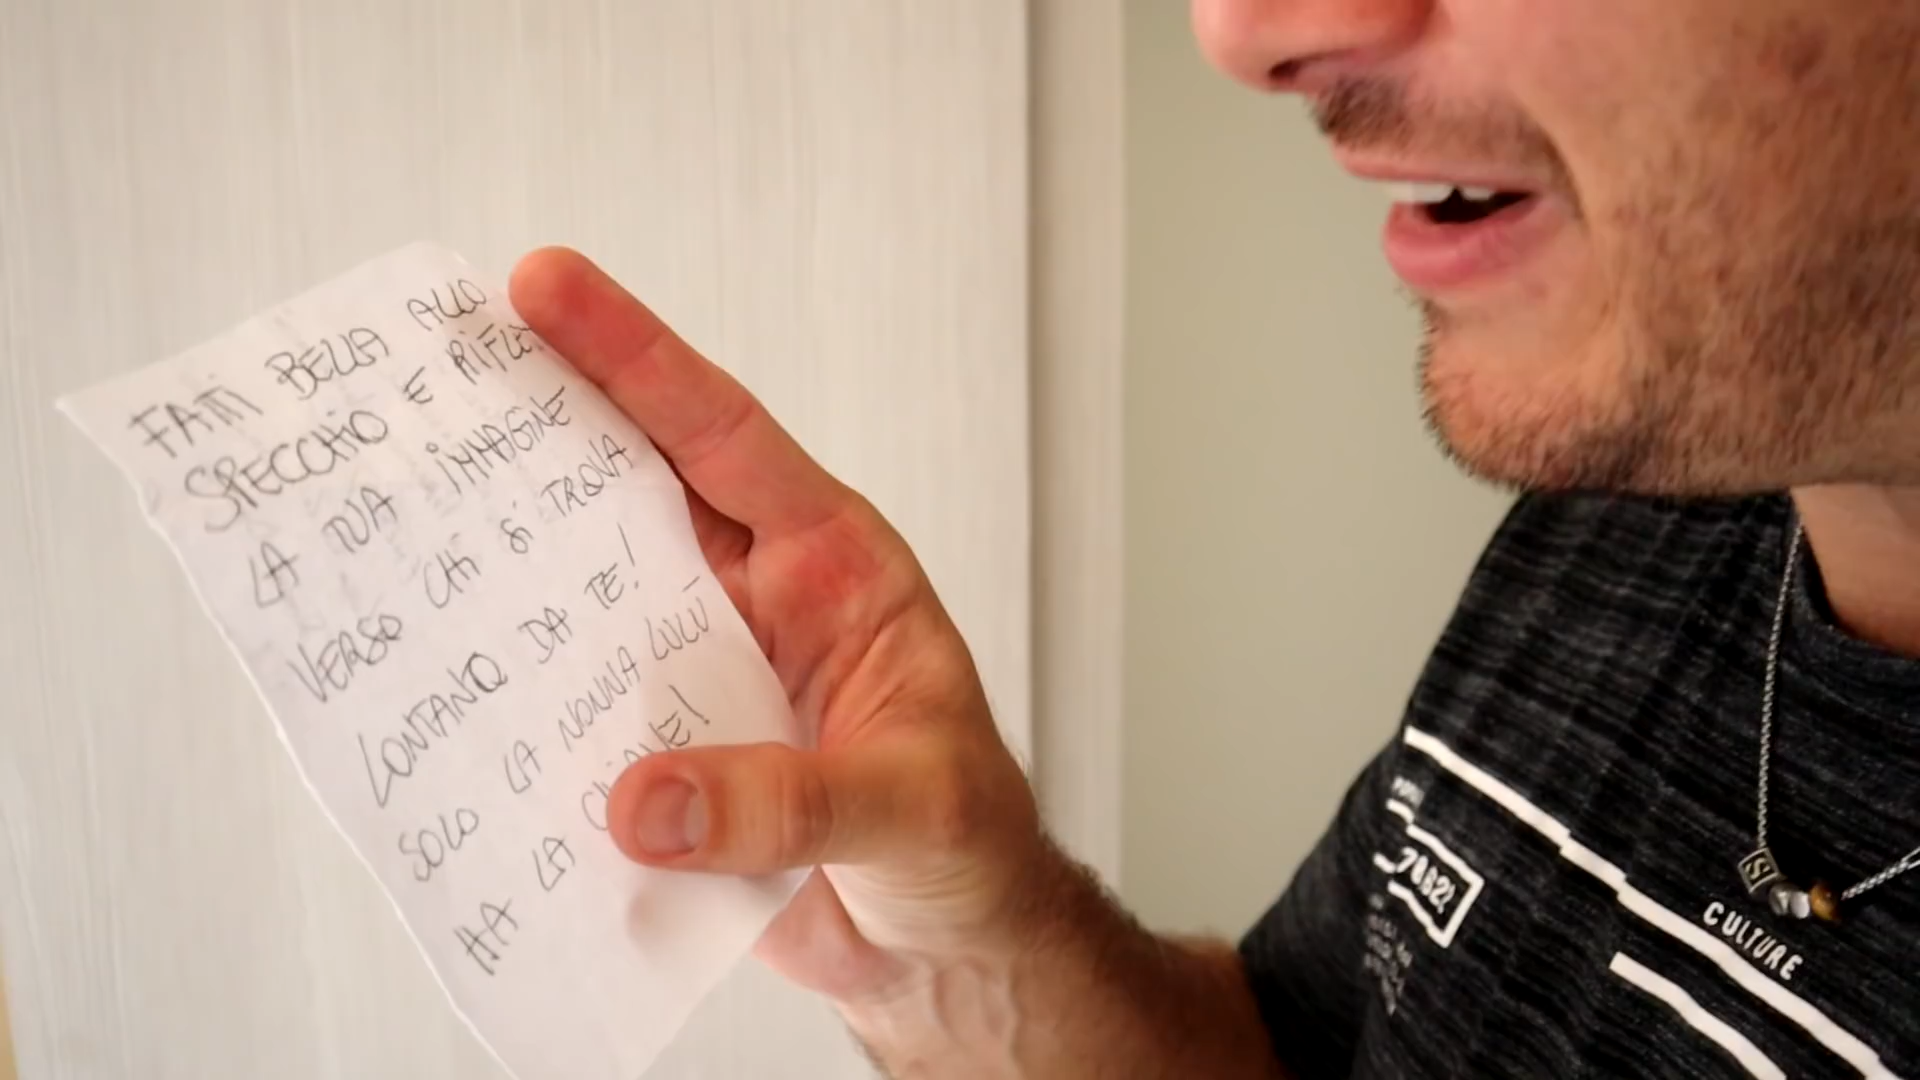 FATTI BELLA ALLO
SPECCHIO E
LA TUA IMMAGINE
VERSO CHI SI TROVA
LONTANO DA TE!
SOLO LA NONNA LULÙ
HA LA
CULTURE